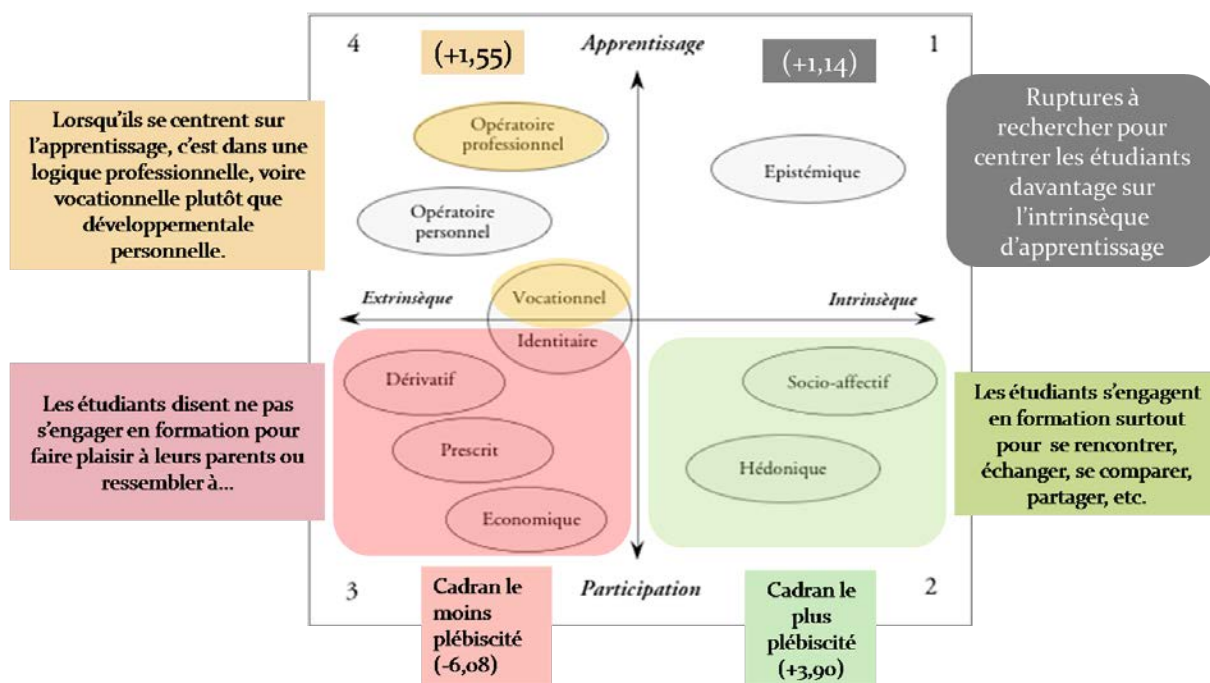 4
(+1,55)
Apprentissage
(+1,14)
1
Lorsqu'ils se centrent sur
l'apprentissage, c'est dans une
logique professionnelle, voire
vocationnelle plutôt que
développementale
personnelle.
Opératoire
professionnel
Opératoire
personnel
Epistémique
Ruptures à
rechercher pour
centrer les étudiants
davantage sur
l'intrinsèque
d'apprentissage
Extrinsèque
Vocationnel
Intrinsèque
Identitaire
Dérivatif
Prescrit
Economique
Socio-affectif
Hédonique
Les étudiants disent ne pas
s'engager en formation pour
faire plaisir à leurs parents ou
ressembler à...
Les étudiants s'engagent
en formation surtout
pour se rencontrer,
échanger, se comparer,
partager, etc.
3
Cadran le
moins
plébiscité
(-6,08)
Participation
Cadran le
plus
plébiscité
(+3,90)
2